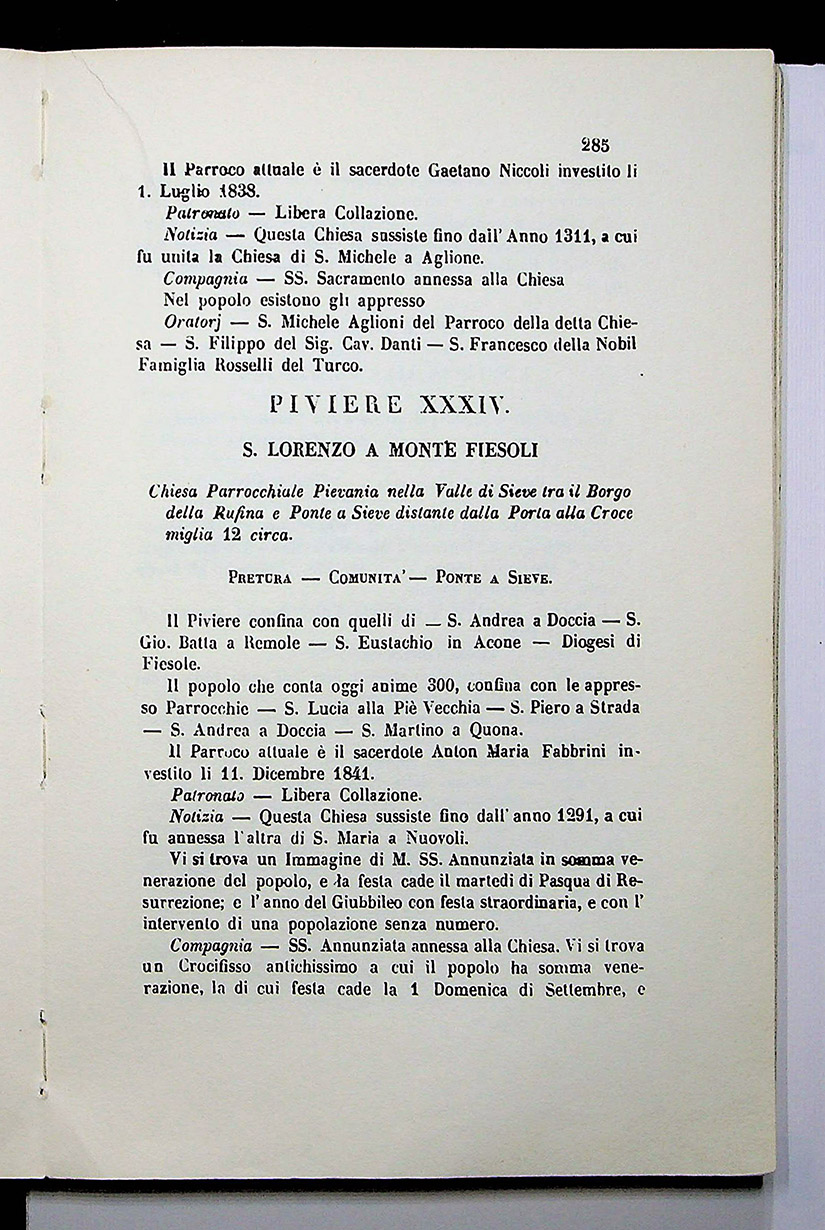 285
Il Parroco attuale è il sacerdote Gaetano Niccoli investito li
1. Luglio 1838.
Patronato — Libera Collazione.
Notizia — Questa Chiesa sussiste fino dall' Anno 1311, a cui
fu unita la Chiesa di S. Michele a Aglione.
Compagnia — SS. Sacramento annessa alla Chiesa
Nel popolo esistono gli appresso
Oratorj — S. Michele Aglioni del Parroco della detta Chie-
sa — S. Filippo del Sig. Cav. Danti — S. Francesco della Nobil
Famiglia Rosselli del Turco.
PIVIERE XXXIV.
S. LORENZO A MONTE FIESOLI
Chiesa Parrocchiale Pievania nella Valle di Sieve tra il Borgo
della Rufina e Ponte a Sieve distante dalla Porta alla Croce
miglia 12 circa.
PRETURA — COMUNITA' — PONTE A SIEVE.
Il Piviere confina con quelli di — S. Andrea a Doccia — S.
Gio. Batta a Remole — S. Eustachio in Acone — Diogesi di
Fiesole.
Il popolo che conta oggi anime 300, confina con le appres-
so Parrocchie — S. Lucia alla Piè Vecchia — S. Piero a Strada
— S. Andrea a Doccia — S. Martino a Quona.
Il Parroco attuale è il sacerdote Anton Maria Fabbrini in-
vestito li 11. Dicembre 1841.
Patronato — Libera Collazione.
Notizia — Questa Chiesa sussiste fino dall' anno 1291, a cui
fu annessa l'altra di S. Maria a Nuovoli.
Vi si trova un Immagine di M. SS. Annunziata in somma ve-
nerazione del popolo, e la festa cade il martedi di Pasqua di Re-
surrezione; e l' anno del Giubbileo con festa straordinaria, e con l'
intervento di una popolazione senza numero.
Compagnia — SS. Annunziata annessa alla Chiesa. Vi si trova
un Crocifisso antichissimo a cui il popolo ha somma vene-
razione, la di cui festa cade la 1 Domenica di Settembre, e